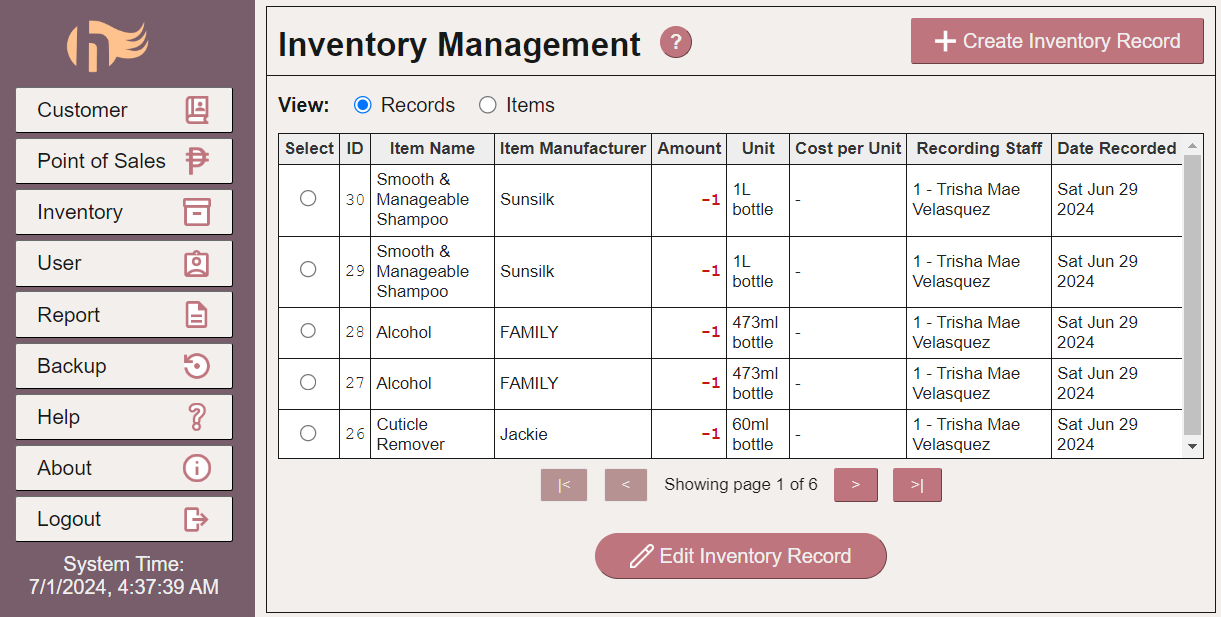 Customer
Point of Sales
Inventory
User
Report
Backup
Help
About
Logout
System Time:
7/1/2024, 4:37:39 AM
Inventory Management ?
Create Inventory Record
View: Records Items
Select ID Item Name Item Manufacturer Amount Unit Cost per Unit Recording Staff Date Recorded
30 Smooth & Manageable Shampoo Sunsilk -1 1L bottle - 1 - Trisha Mae Velasquez Sat Jun 29 2024
29 Smooth & Manageable Shampoo Sunsilk -1 1L bottle - 1 - Trisha Mae Velasquez Sat Jun 29 2024
28 Alcohol FAMILY -1 473ml bottle - 1 - Trisha Mae Velasquez Sat Jun 29 2024
27 Alcohol FAMILY -1 473ml bottle - 1 - Trisha Mae Velasquez Sat Jun 29 2024
26 Cuticle Remover Jackie -1 60ml bottle - 1 - Trisha Mae Velasquez Sat Jun 29 2024
|< < Showing page 1 of 6 > >|
Edit Inventory Record